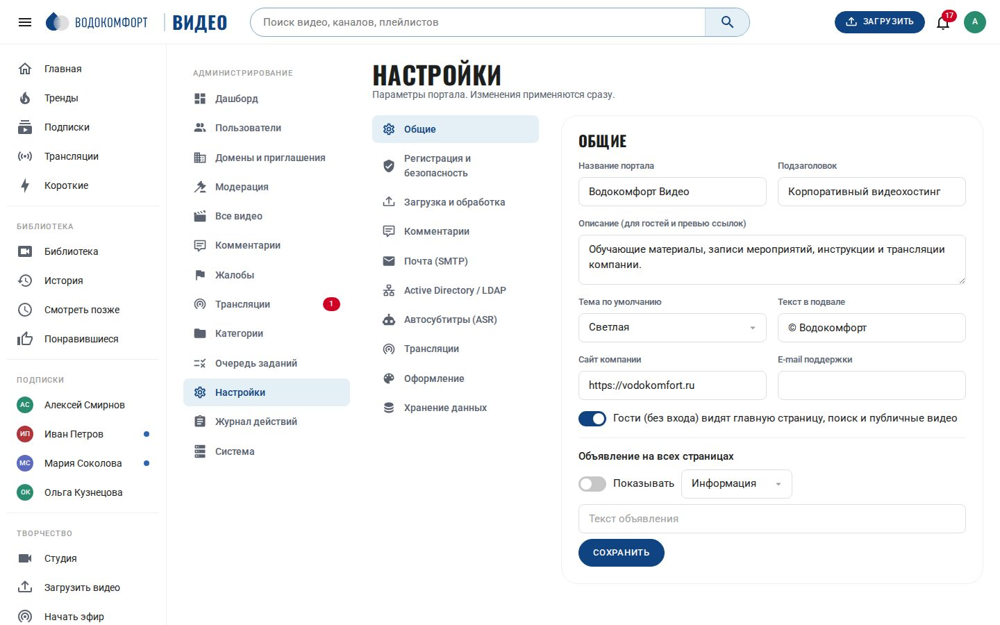 ВОДОКОМФОРТ
ВИДЕО
Поиск видео, каналов, плейлистов
ЗАГРУЗИТЬ
17
А
Главная
Тренды
Подписки
Трансляции
Короткие
БИБЛИОТЕКА
Библиотека
История
Смотреть позже
Понравившиеся
ПОДПИСКИ
АС
Алексей Смирнов
ИП
Иван Петров
МС
Мария Соколова
ОК
Ольга Кузнецова
ТВОРЧЕСТВО
Студия
Загрузить видео
Начать эфир
АДМИНИСТРИРОВАНИЕ
Дашборд
Пользователи
Домены и приглашения
Модерация
Все видео
Комментарии
Жалобы
Трансляции
1
Категории
Очередь заданий
Настройки
Журнал действий
Система
НАСТРОЙКИ
Параметры портала. Изменения применяются сразу.
Общие
Регистрация и
безопасность
Загрузка и обработка
Комментарии
Почта (SMTP)
Active Directory / LDAP
Автосубтитры (ASR)
Трансляции
Оформление
Хранение данных
ОБЩИЕ
Название портала
Подзаголовок
Водокомфорт Видео
Корпоративный видеохостинг
Описание (для гостей и превью ссылок)
Обучающие материалы, записи мероприятий, инструкции и трансляции
компании.
Тема по умолчанию
Текст в подвале
Светлая
© Водокомфорт
Сайт компании
E-mail поддержки
https://vodokomfort.ru
Гости (без входа) видят главную страницу, поиск и публичные видео
Объявление на всех страницах
Показывать
Информация
Текст объявления
СОХРАНИТЬ